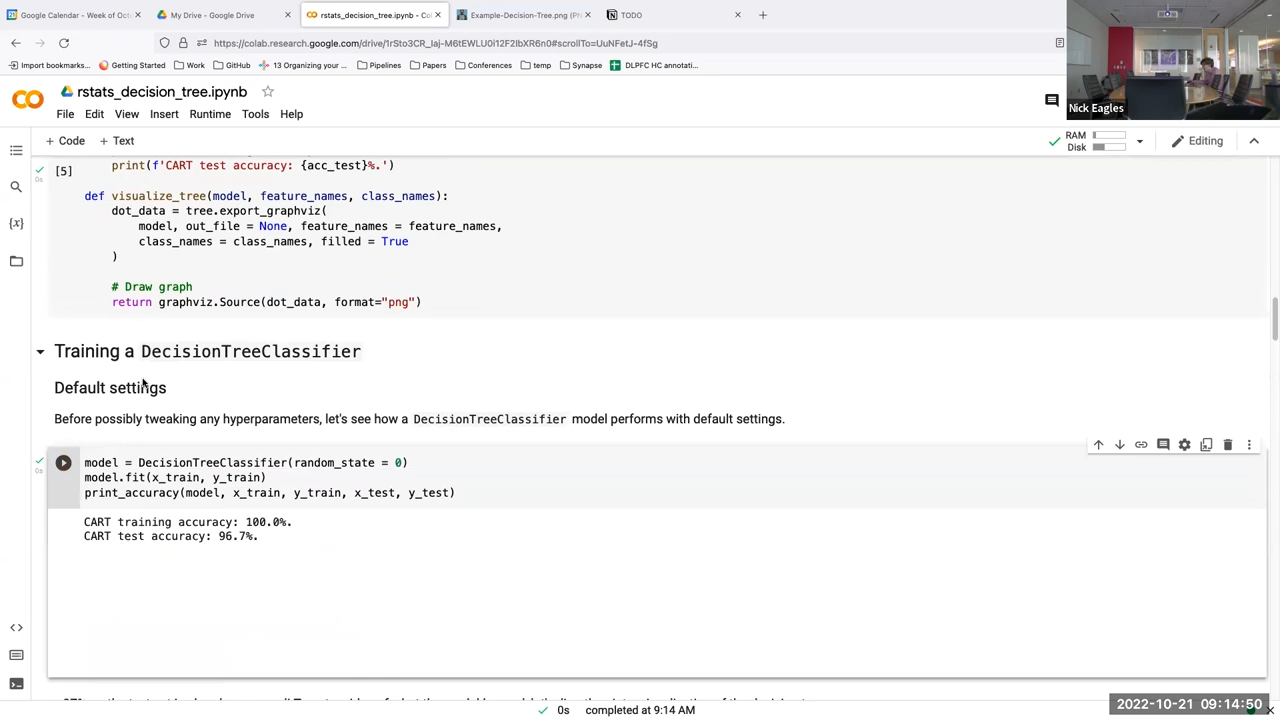 Google Calendar - Week of Oct
My Drive - Google Drive
rstats_decision_tree.ipynb - Col
Example-Decision-Tree.png (PN
TODO
https://colab.research.google.com/drive/1rSto3CR_Iaj-M6tEWLU0i12F2IbXR6n0#scrollTo=UuNFetJ-4fSg
Import bookmarks...
Getting Started
Work
GitHub
13 Organizing your ...
Pipelines
Papers
Conferences
temp
Synapse
DLPFC HC annotati...
Nick Eagles
rstats_decision_tree.ipynb
File Edit View Insert Runtime Tools Help
+ Code + Text
RAM
Disk
Editing
[5]
0s
print(f'CART test accuracy: {acc_test}%.')
def visualize_tree(model, feature_names, class_names):
dot_data = tree.export_graphviz(
model, out_file = None, feature_names = feature_names,
class_names = class_names, filled = True
)
# Draw graph
return graphviz.Source(dot_data, format="png")
Training a DecisionTreeClassifier
Default settings
Before possibly tweaking any hyperparameters, let's see how a DecisionTreeClassifier model performs with default settings.
0s
model = DecisionTreeClassifier(random_state = 0)
model.fit(x_train, y_train)
print_accuracy(model, x_train, y_train, x_test, y_test)
CART training accuracy: 100.0%.
CART test accuracy: 96.7%.
0s completed at 9:14 AM
2022-10-21 09:14:50